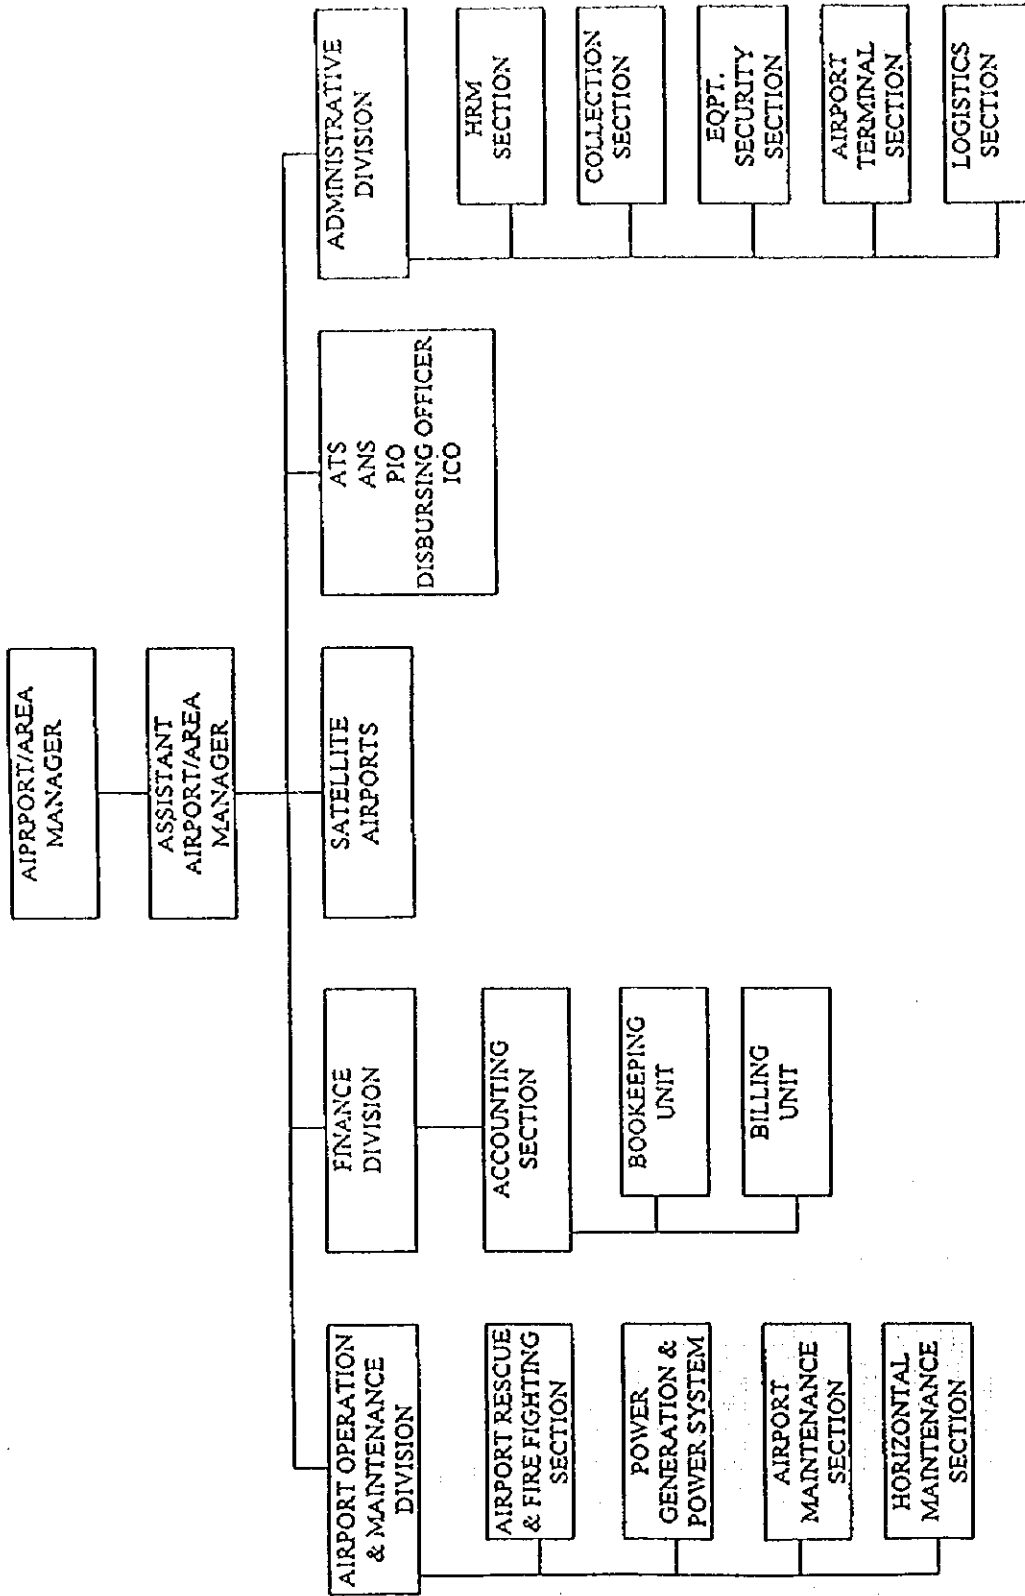 AIPRPORT/AREA
MANAGER
ASSISTANT
AIRPORT/AREA
MANAGER
AIRPORT OPERATION
& MAINTENANCE
DIVISION
AIRPORT RESCUE
& FIRE FIGHTING
SECTION
POWER
GENERATION &
POWER SYSTEM
AIRPORT
MAINTENANCE
SECTION
HORIZONTAL
MAINTENANCE
SECTION
FINANCE
DIVISION
ACCOUNTING
SECTION
BOOKEEPING
UNIT
BILLING
UNIT
SATELLITE
AIRPORTS
ATS
ANS
PIO
DISBURSING OFFICER
ICO
ADMINISTRATIVE
DIVISION
HRM
SECTION
COLLECTION
SECTION
EQPT.
SECURITY
SECTION
AIRPORT
TERMINAL
SECTION
LOGISTICS
SECTION